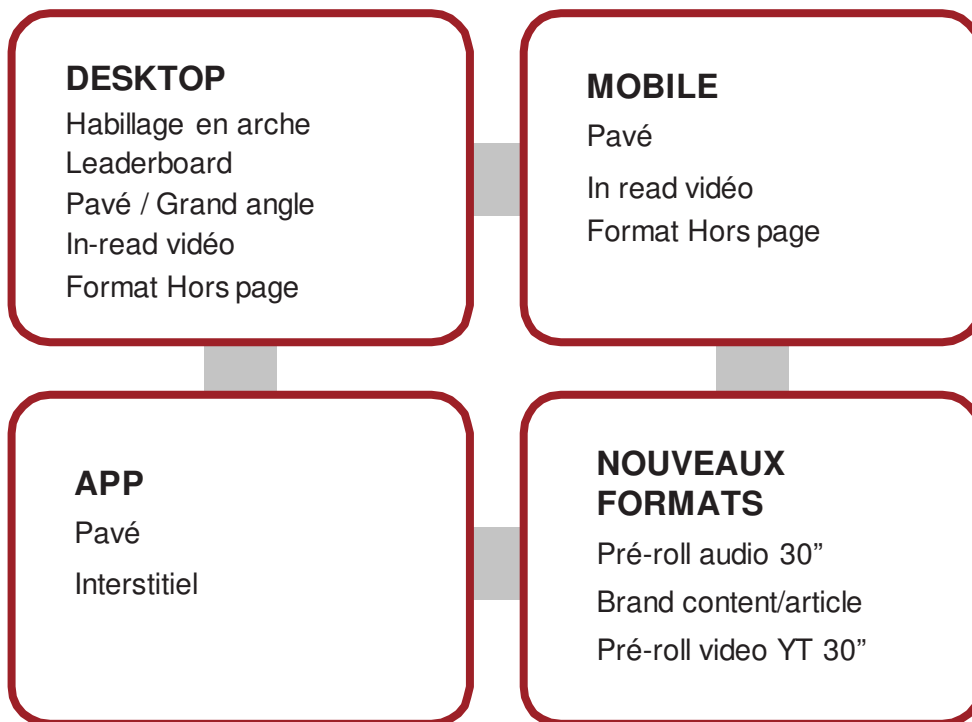 DESKTOP
Habillage en arche
Leaderboard
Pavé / Grand angle
In-read vidéo
Format Hors page
MOBILE
Pavé
In read vidéo
Format Hors page
APP
Pavé
Interstitiel
NOUVEAUX
FORMATS
Pré-roll audio 30”
Brand content/article
Pré-roll video YT 30”